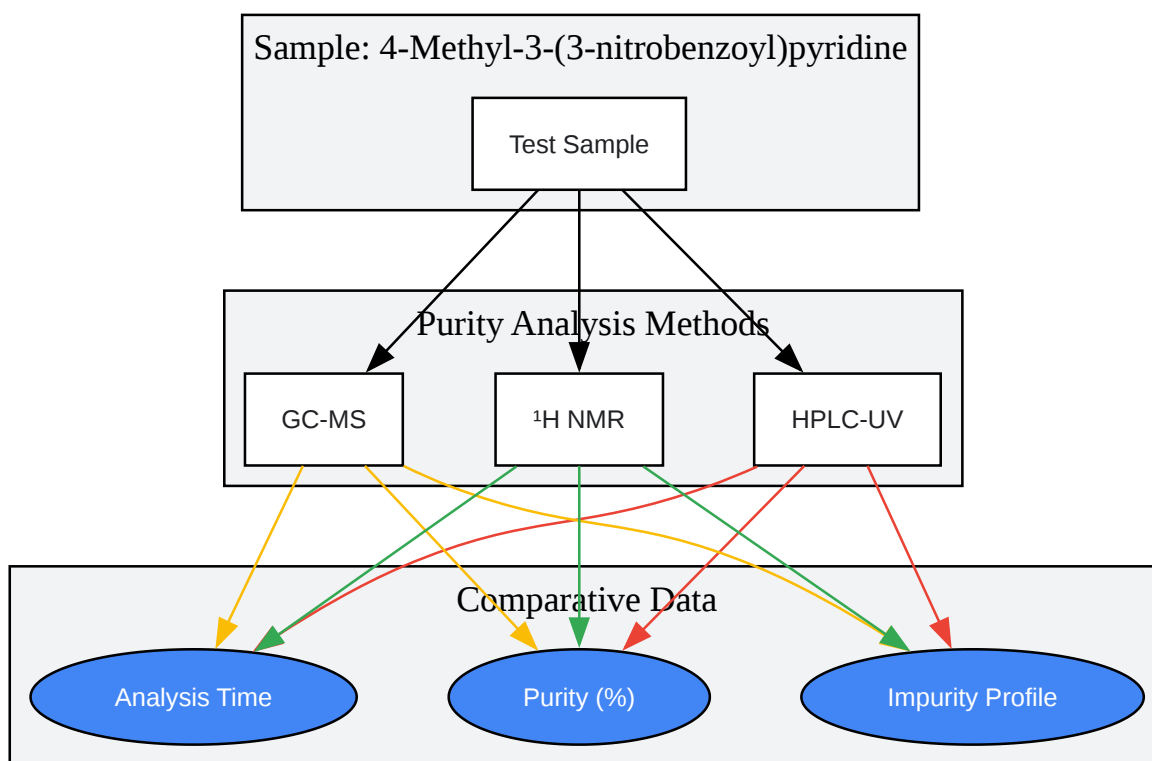 Sample: 4-Methyl-3-(3-nitrobenzoyl)pyridine
Test Sample
Purity Analysis Methods
GC-MS
¹H NMR
HPLC-UV
Comparative Data
Analysis Time
Purity (%)
Impurity Profile